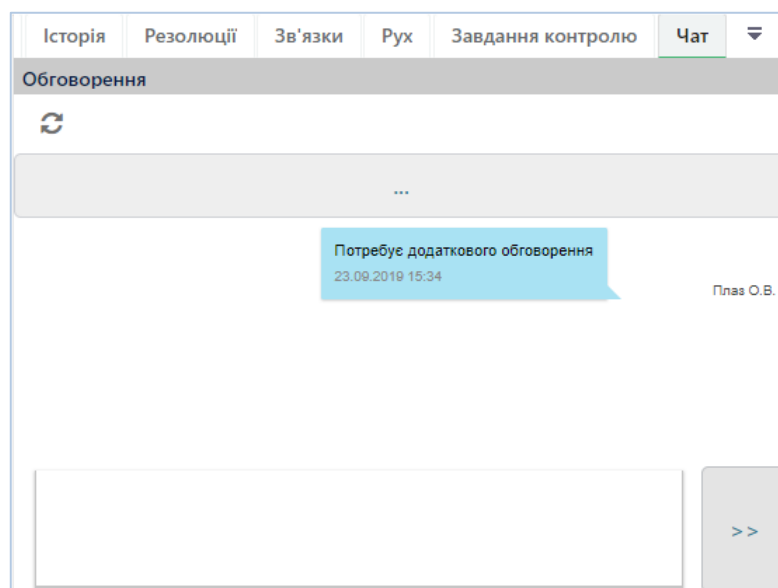 Історія Резолюції Зв'язки Рух Завдання контролю Чат
Обговорення
...
Потребує додаткового обговорення
23.09.2019 15:34
Плаз О.В.
>>